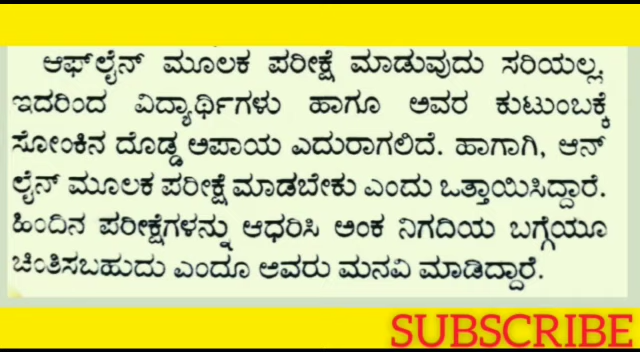 ಆಫ್‌ಲೈನ್ ಮೂಲಕ ಪರೀಕ್ಷೆ ಮಾಡುವುದು ಸರಿಯಲ್ಲ.
ಇದರಿಂದ ವಿದ್ಯಾರ್ಥಿಗಳು ಹಾಗೂ ಅವರ ಕುಟುಂಬಕ್ಕೆ
ಸೋಂಕಿನ ದೊಡ್ಡ ಅಪಾಯ ಎದುರಾಗಲಿದೆ. ಹಾಗಾಗಿ, ಆನ್
ಲೈನ್ ಮೂಲಕ ಪರೀಕ್ಷೆ ಮಾಡಬೇಕು ಎಂದು ಒತ್ತಾಯಿಸಿದ್ದಾರೆ.
ಹಿಂದಿನ ಪರೀಕ್ಷೆಗಳನ್ನು ಆಧರಿಸಿ ಅಂಕ ನಿಗದಿಯ ಬಗ್ಗೆಯೂ
ಚಿಂತಿಸಬಹುದು ಎಂದೂ ಅವರು ಮನವಿ ಮಾಡಿದ್ದಾರೆ.
SUBSCRIBE